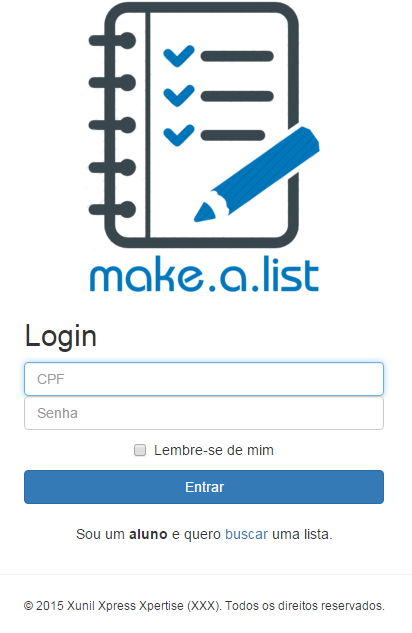 make.a.list
Login
CPF
Senha
Lembre-se de mim
Entrar
Sou um aluno e quero buscar uma lista.
© 2015 Xunil Xpress Xpertise (XXX). Todos os direitos reservados.